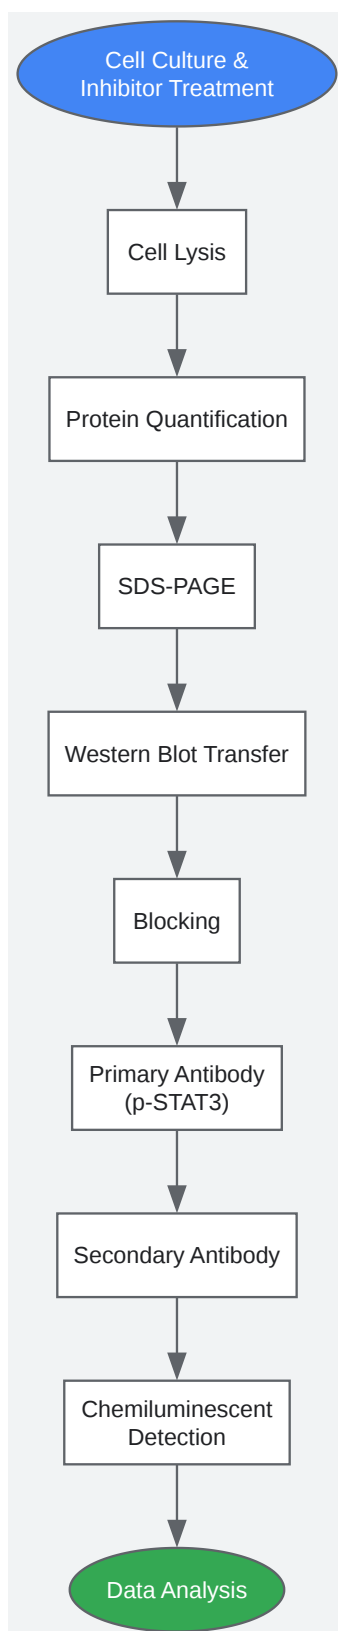 Cell Culture &
Inhibitor Treatment
Cell Lysis
Protein Quantification
SDS-PAGE
Western Blot Transfer
Blocking
Primary Antibody
(p-STAT3)
Secondary Antibody
Chemiluminescent
Detection
Data Analysis